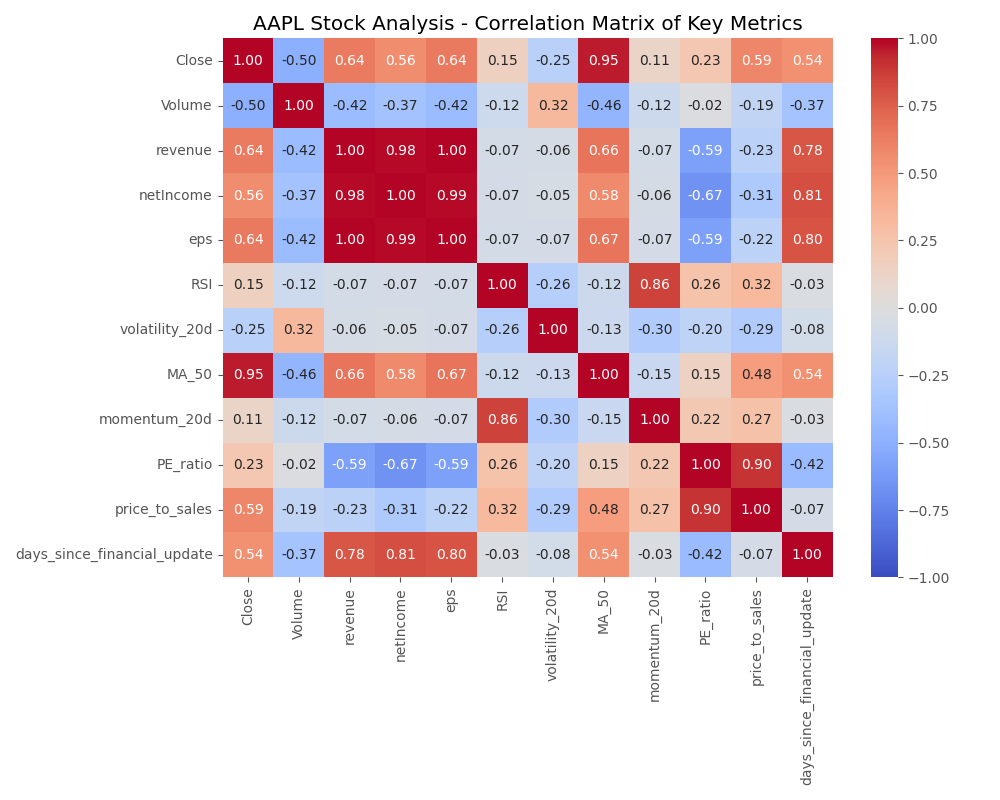 AAPL Stock Analysis - Correlation Matrix of Key Metrics
Close 1.00 -0.50 0.64 0.56 0.64 0.15 -0.25 0.95 0.11 0.23 0.59 0.54
Volume -0.50 1.00 -0.42 -0.37 -0.42 -0.12 0.32 -0.46 -0.12 -0.02 -0.19 -0.37
revenue 0.64 -0.42 1.00 0.98 1.00 -0.07 -0.06 0.66 -0.07 -0.59 -0.23 0.78
netIncome 0.56 -0.37 0.98 1.00 0.99 -0.07 -0.05 0.58 -0.06 -0.67 -0.31 0.81
eps 0.64 -0.42 1.00 0.99 1.00 -0.07 -0.07 0.67 -0.07 -0.59 -0.22 0.80
RSI 0.15 -0.12 -0.07 -0.07 -0.07 1.00 -0.26 -0.12 0.86 0.26 0.32 -0.03
volatility_20d -0.25 0.32 -0.06 -0.05 -0.07 -0.26 1.00 -0.13 -0.30 -0.20 -0.29 -0.08
MA_50 0.95 -0.46 0.66 0.58 0.67 -0.12 -0.13 1.00 -0.15 0.15 0.48 0.54
momentum_20d 0.11 -0.12 -0.07 -0.06 -0.07 0.86 -0.30 -0.15 1.00 0.22 0.27 -0.03
PE_ratio 0.23 -0.02 -0.59 -0.67 -0.59 0.26 -0.20 0.15 0.22 1.00 0.90 -0.42
price_to_sales 0.59 -0.19 -0.23 -0.31 -0.22 0.32 -0.29 0.48 0.27 0.90 1.00 -0.07
days_since_financial_update 0.54 -0.37 0.78 0.81 0.80 -0.03 -0.08 0.54 -0.03 -0.42 -0.07 1.00
Close
Volume
revenue
netIncome
eps
RSI
volatility_20d
MA_50
momentum_20d
PE_ratio
price_to_sales
days_since_financial_update
1.00
0.75
0.50
0.25
0.00
−0.25
−0.50
−0.75
−1.00